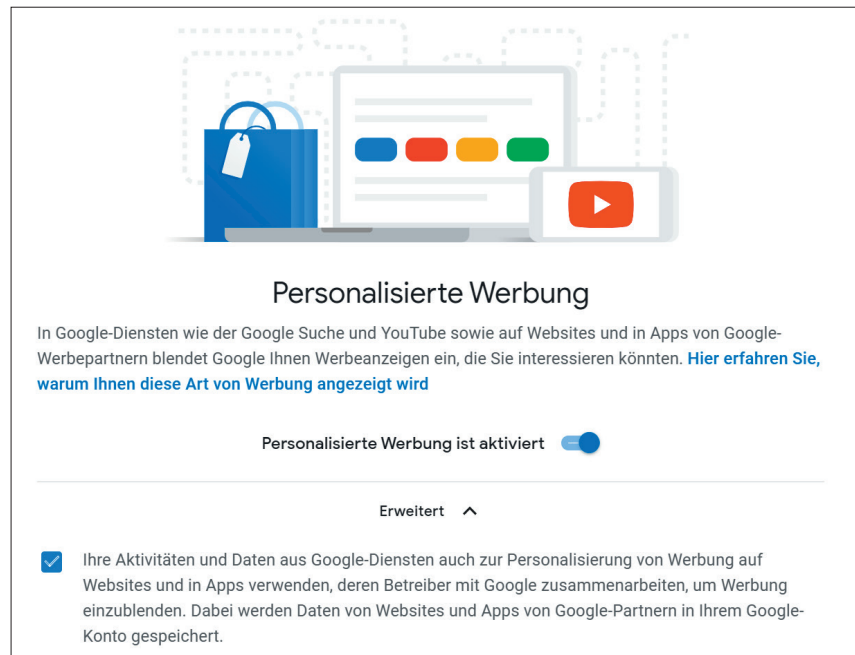 Personalisierte Werbung
In Google-Diensten wie der Google Suche und YouTube sowie auf Websites und in Apps von Google-
Werbepartnern blendet Google Ihnen Werbeanzeigen ein, die Sie interessieren könnten. Hier erfahren Sie,
warum Ihnen diese Art von Werbung angezeigt wird
Personalisierte Werbung ist aktiviert
Erweitert
Ihre Aktivitäten und Daten aus Google-Diensten auch zur Personalisierung von Werbung auf
Websites und in Apps verwenden, deren Betreiber mit Google zusammenarbeiten, um Werbung
einzublenden. Dabei werden Daten von Websites und Apps von Google-Partnern in Ihrem Google-
Konto gespeichert.